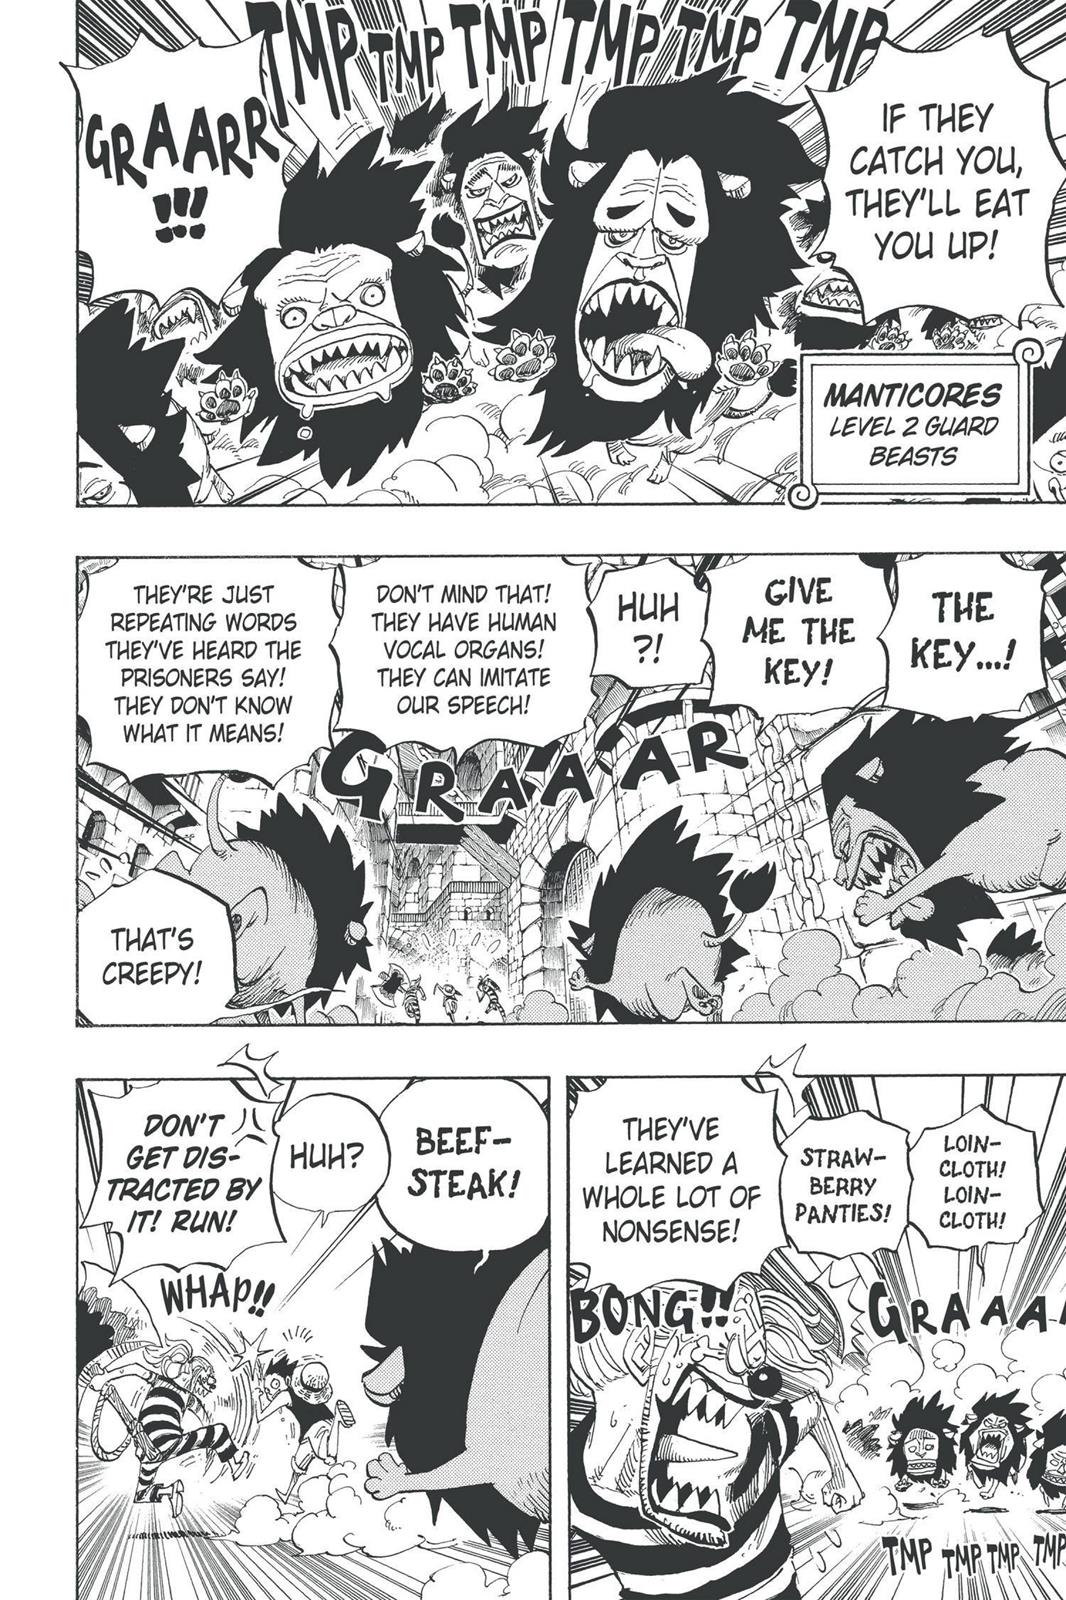 TMP TMP TMP TMP TMP TMP
IF THEY
CATCH YOU,
THEY'LL EAT
YOU UP!
GRAARR
!!!
MANTICORES
LEVEL 2 GUARD
BEASTS
THE
KEY...!
GIVE
ME THE
KEY!
HUH
?!
DON'T MIND THAT!
THEY HAVE HUMAN
VOCAL ORGANS!
THEY CAN IMITATE
OUR SPEECH!
THEY'RE JUST
REPEATING WORDS
THEY'VE HEARD THE
PRISONERS SAY!
THEY DON'T KNOW
WHAT IT MEANS!
GRAAAAR
THAT'S
CREEPY!
LOIN-
CLOTH!
LOIN-
CLOTH!
STRAW-
BERRY
PANTIES!
THEY'VE
LEARNED A
WHOLE LOT OF
NONSENSE!
GRAAAA
BONG!!
TMP TMP TMP TMP
BEEF-
STEAK!
HUH?
DON'T
GET DIS-
TRACTED BY
IT! RUN!
WHAP!!